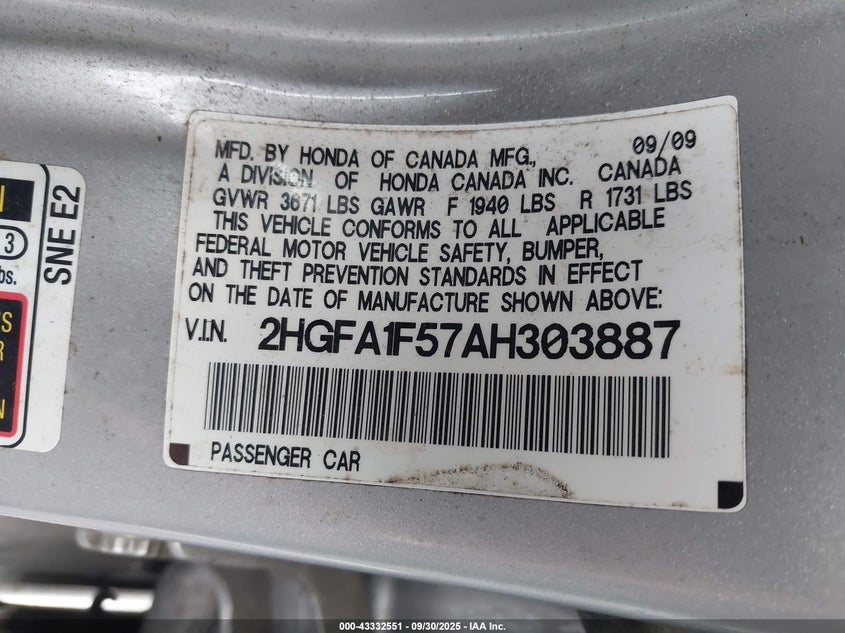 MFD. BY HONDA OF CANADA MFG., 09/09
A DIVISION OF HONDA CANADA INC. CANADA
GVWR 3671 LBS GAWR F 1940 LBS R 1731 LBS
THIS VEHICLE CONFORMS TO ALL APPLICABLE
FEDERAL MOTOR VEHICLE SAFETY, BUMPER,
AND THEFT PREVENTION STANDARDS IN EFFECT
ON THE DATE OF MANUFACTURE SHOWN ABOVE:
V.I.N. 2HGFA1F57AH303887
PASSENGER CAR
SNE E2
3
000-43332551 - 09/30/2025 - IAA Inc.